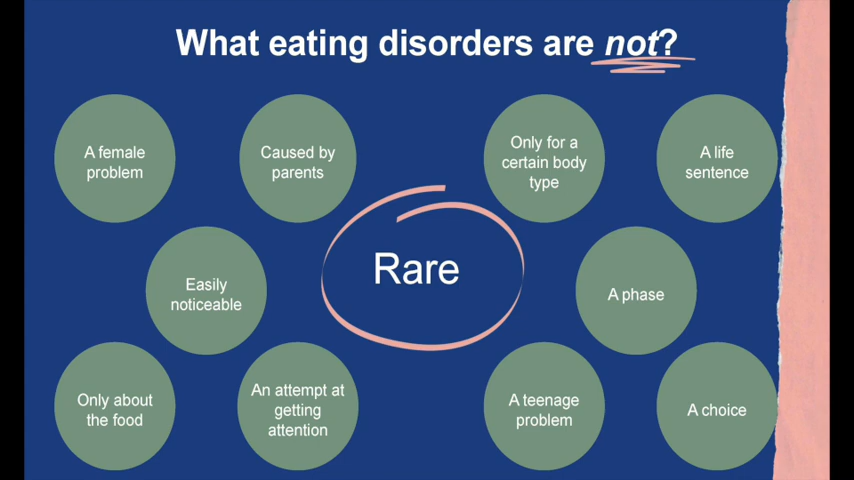 What eating disorders are not?
A female
problem
Caused by
parents
Only for a
certain body
type
A life
sentence
Easily
noticeable
Rare
A phase
Only about
the food
An attempt at
getting
attention
A teenage
problem
A choice